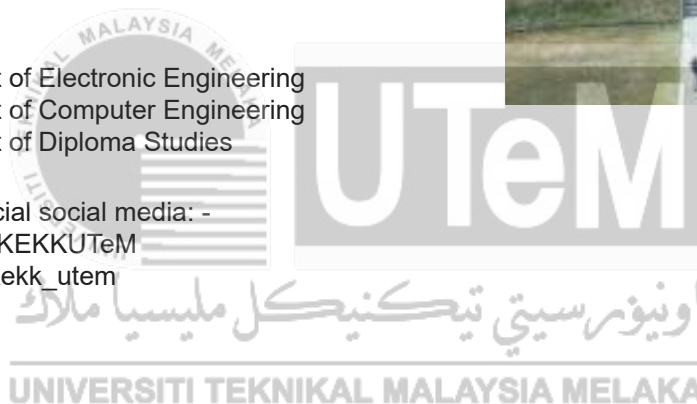 t of Electronic Engineering
t of Computer Engineering
t of Diploma Studies
cial social media: -
KEKKUTeM
ekk_utem
UTeM
MALAYSIA
اونيۏرسيتي تيكنيكل مليسيا ملاك
UNIVERSITI TEKNIKAL MALAYSIA MELAKA